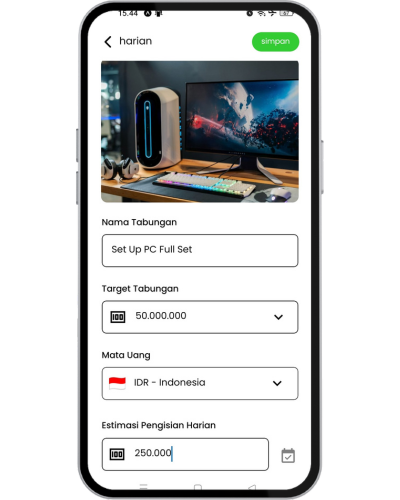 15.44
harian
simpan
Nama Tabungan
Set Up PC Full Set
Target Tabungan
50.000.000
Mata Uang
IDR - Indonesia
Estimasi Pengisian Harian
250.000